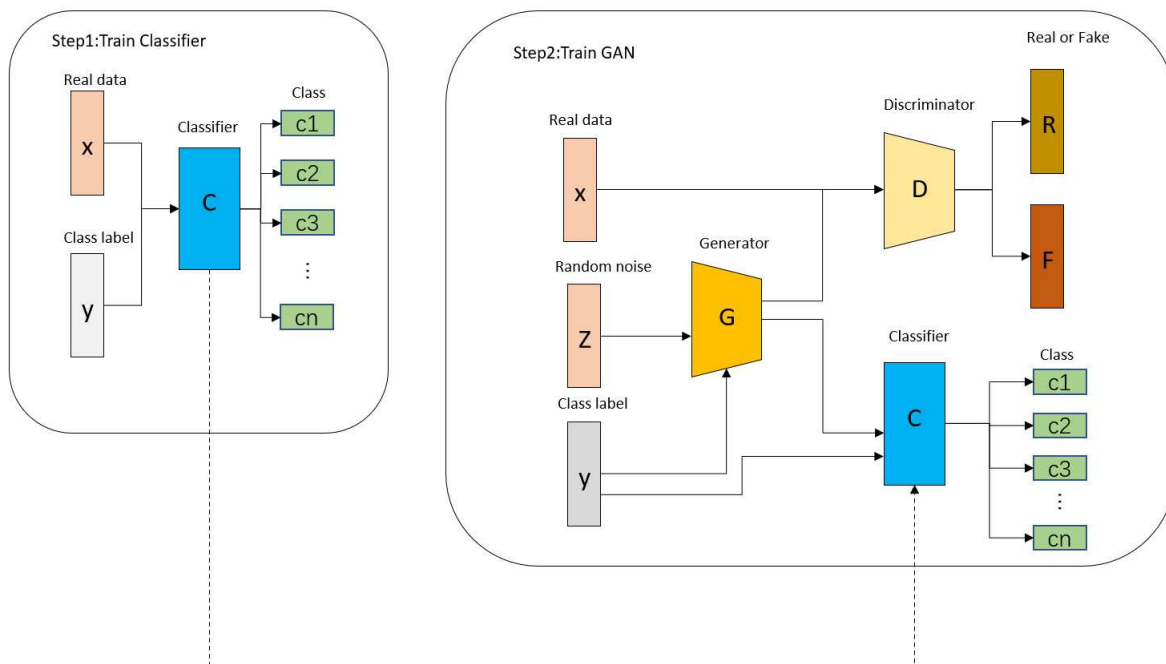 Step1:Train Classifier
Real data
x
Class label
y
Classifier
C
Class
c1
c2
c3
⋮
cn
Step2:Train GAN
Real data
x
Random noise
Z
Class label
y
Generator
G
Discriminator
D
Real or Fake
R
F
Classifier
C
Class
c1
c2
c3
⋮
cn